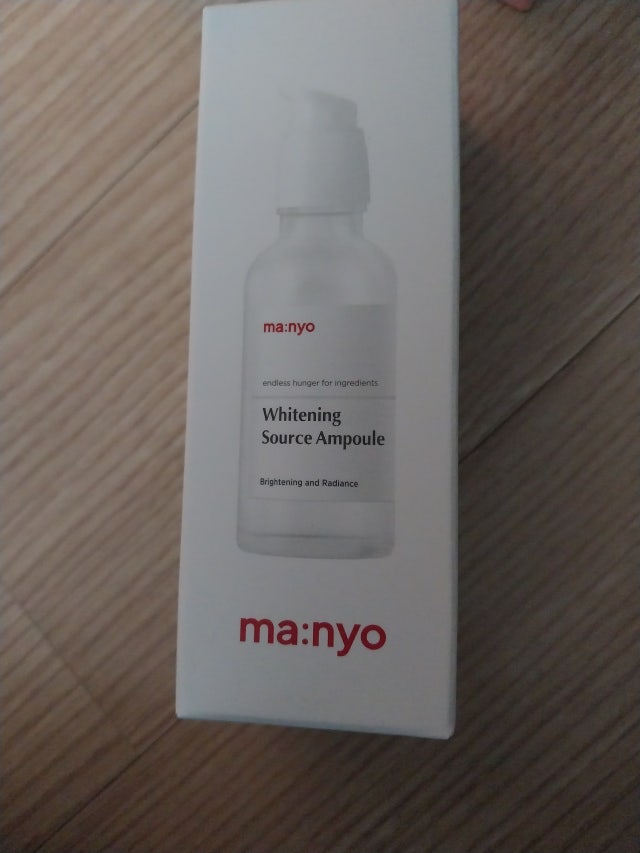 ma:nyo
endless hunger for ingredients
Whitening
Source Ampoule
Brightening and Radiance
ma:nyo